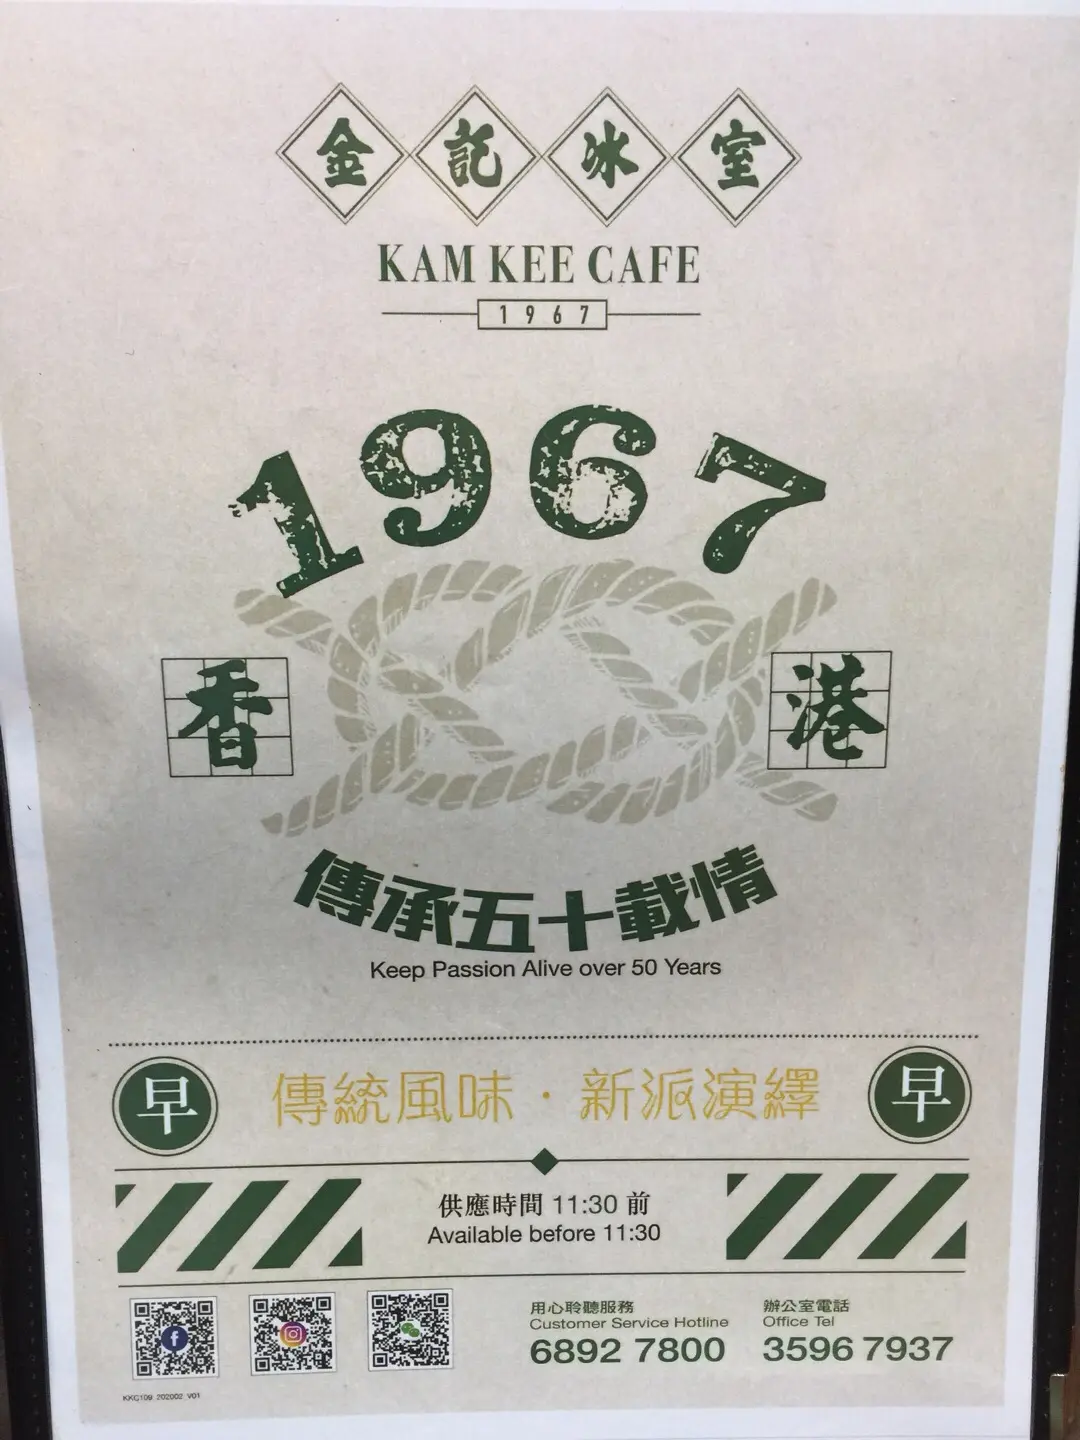 金記冰室
KAM KEE CAFE
1967
1967
香港
傳承五十載情
Keep Passion Alive over 50 Years
早 傳統風味 · 新派演繹 早
供應時間 11:30 前
Available before 11:30
用心聆聽服務
Customer Service Hotline
6892 7800
辦公室電話
Office Tel
3596 7937
KKC109_202002_V01